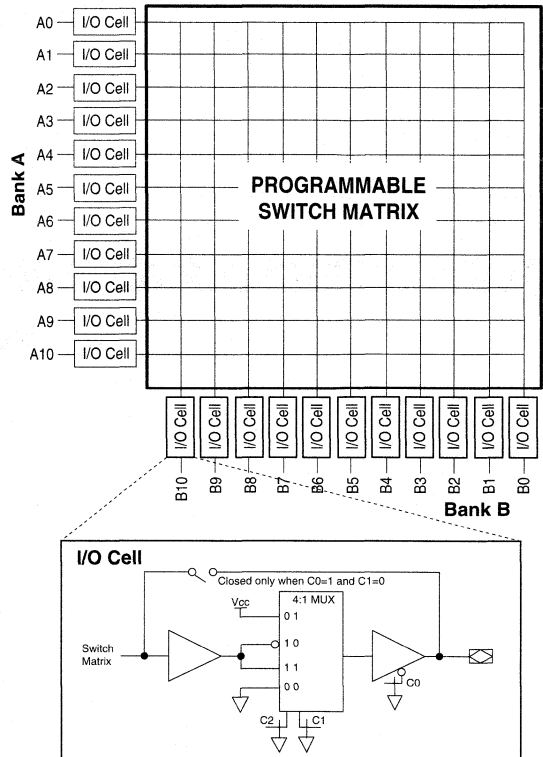 A0
I/O Cell
A1
I/O Cell
A2
I/O Cell
A3
I/O Cell
A4
I/O Cell
A5
I/O Cell
A6
I/O Cell
A7
I/O Cell
A8
I/O Cell
A9
I/O Cell
A10
I/O Cell
Bank A
PROGRAMMABLE
SWITCH MATRIX
I/O Cell
I/O Cell
I/O Cell
I/O Cell
I/O Cell
I/O Cell
I/O Cell
I/O Cell
I/O Cell
I/O Cell
I/O Cell
B10
B9
B8
B7
B6
B5
B4
B3
B2
B1
B0
Bank B
I/O Cell
Closed only when C0=1 and C1=0
Vcc
4:1 MUX
0 1
1 0
1 1
0 0
Switch
Matrix
C0
C2
C1